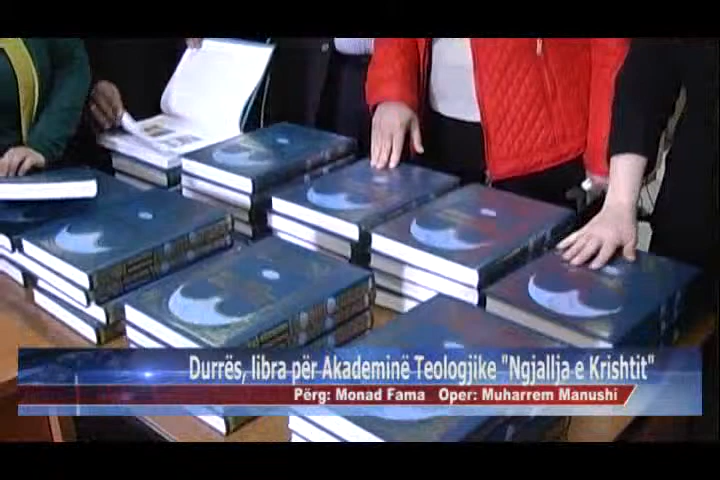 Durrës, libra për Akademinë Teologjike "Ngjallja e Krishtit"
Përg: Monad Fama Oper: Muharrem Manushi